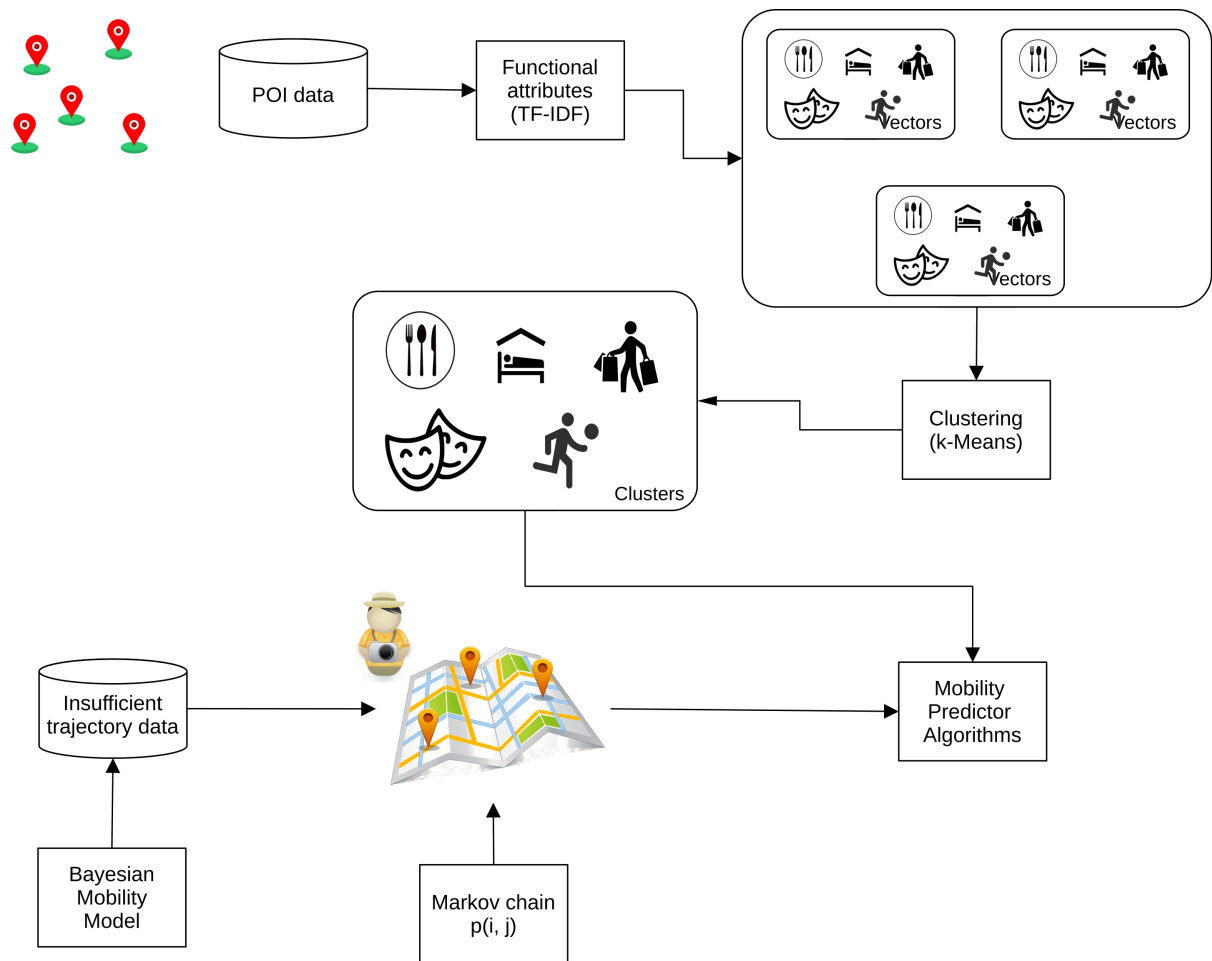 POI data
Functional
attributes
(TF-IDF)
Vectors
Vectors
Vectors
Clustering
(k-Means)
Clusters
Insufficient
trajectory data
Mobility
Predictor
Algorithms
Bayesian
Mobility
Model
Markov chain
p(i, j)